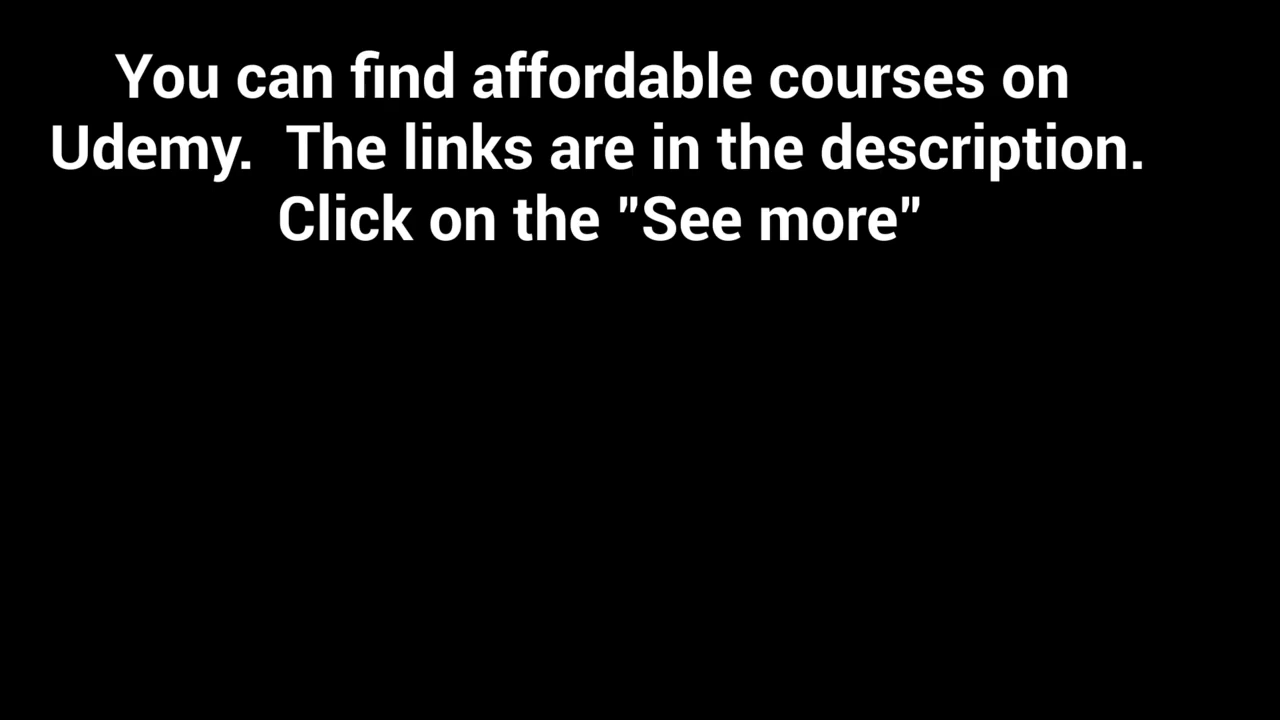 You can find affordable courses on
Udemy.  The links are in the description.
Click on the "See more"